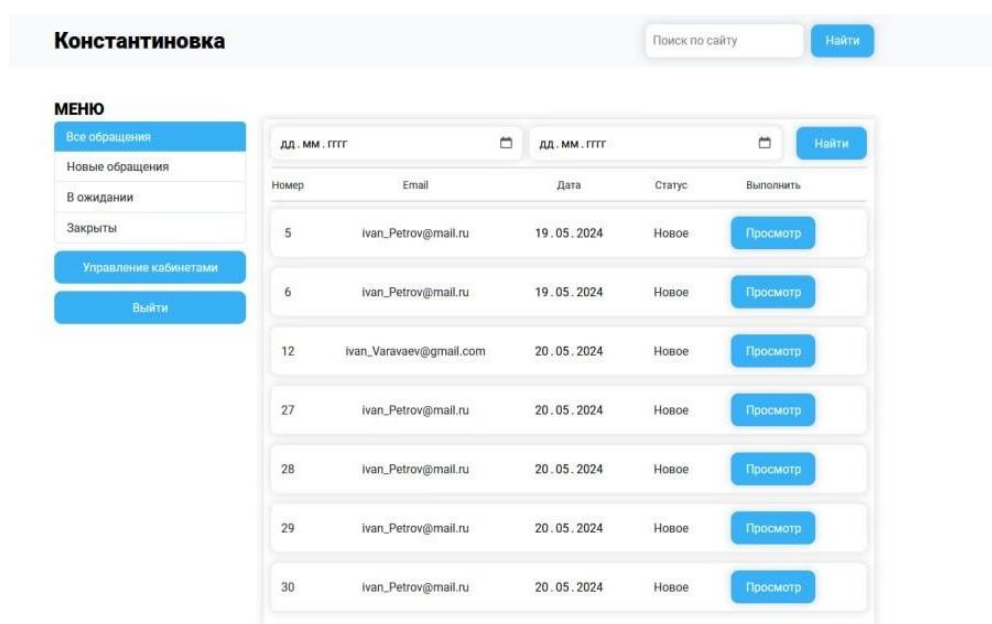 Константиновка
Поиск по сайту
Найти
МЕНЮ
Все обращения
Новые обращения
В ожидании
Закрыты
Управление кабинетами
Выйти
дд.мм.гггг дд.мм.гггг Найти
Номер Email Дата Статус Выполнить
5 ivan_Petrov@mail.ru 19.05.2024 Новое Просмотр
6 ivan_Petrov@mail.ru 19.05.2024 Новое Просмотр
12 ivan_Varavaev@gmail.com 20.05.2024 Новое Просмотр
27 ivan_Petrov@mail.ru 20.05.2024 Новое Просмотр
28 ivan_Petrov@mail.ru 20.05.2024 Новое Просмотр
29 ivan_Petrov@mail.ru 20.05.2024 Новое Просмотр
30 ivan_Petrov@mail.ru 20.05.2024 Новое Просмотр